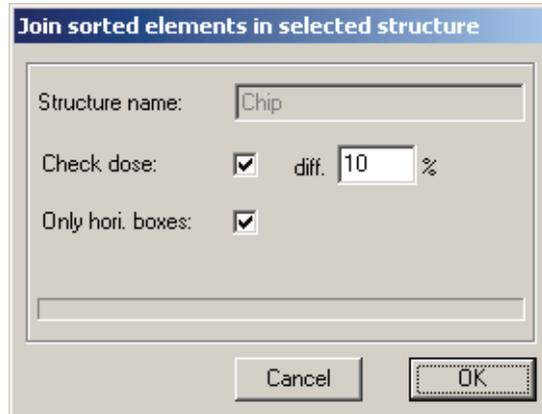 Join sorted elements in selected structure
Structure name: Chip
Check dose: diff. 10 %
Only hori. boxes:
Cancel OK